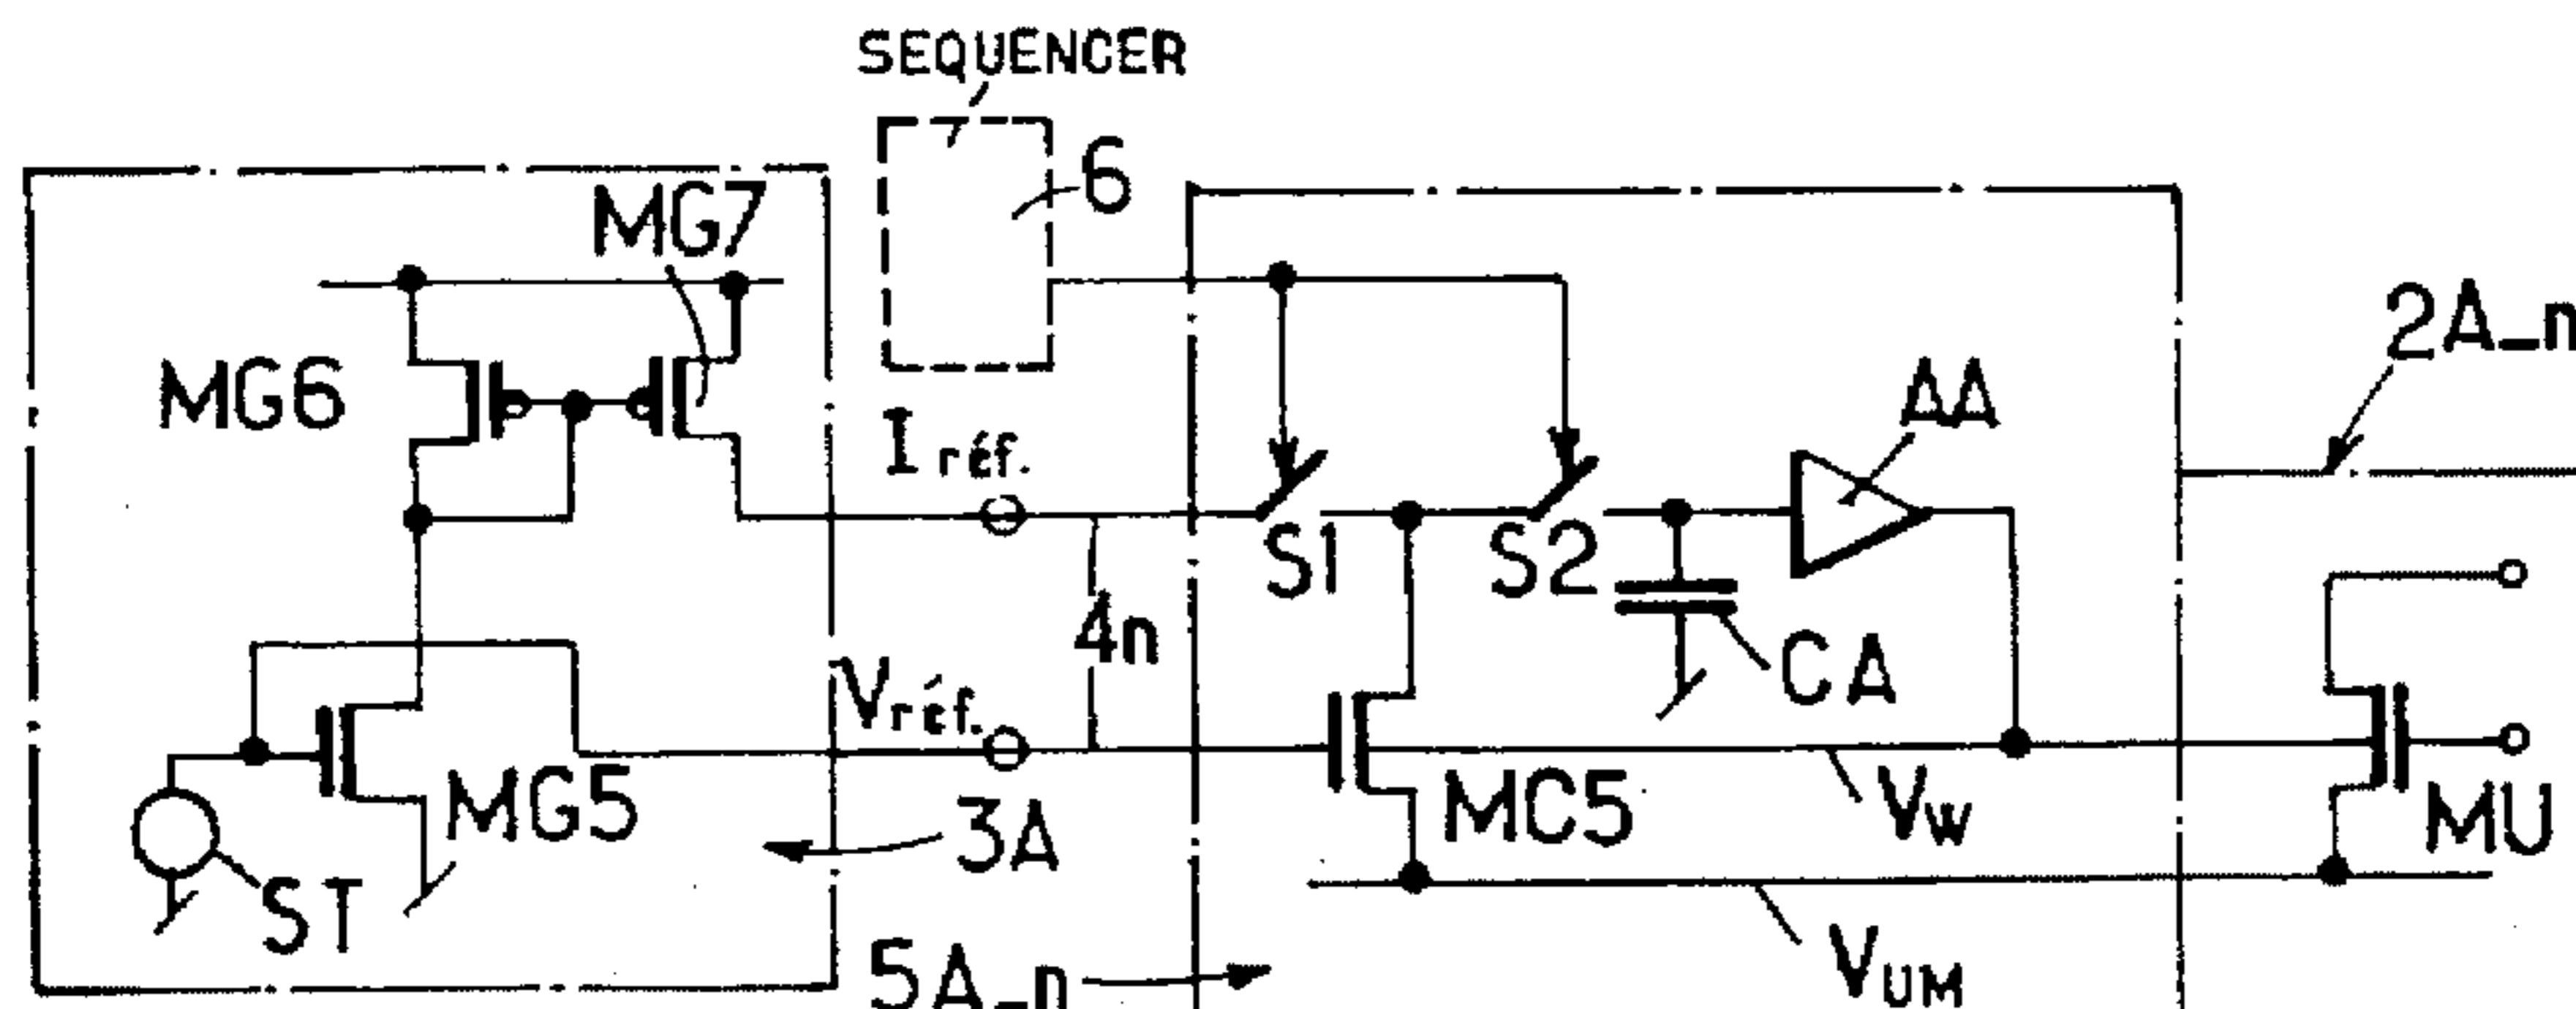 SEQUENCER
6
MG7
MG6
2A_n
AA
I réf.
S1
S2
4n
CA
Vréf.
MG5
3A
MC5
VW
MU
ST
5A_n
VUM